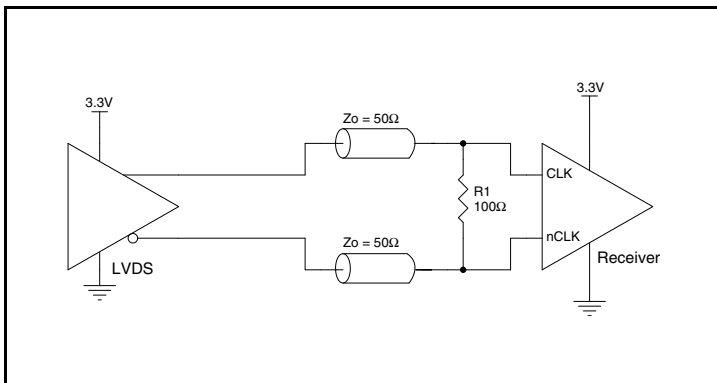 3.3V
3.3V
Zo = 50Ω
CLK
R1
100Ω
nCLK
Zo = 50Ω
Receiver
LVDS